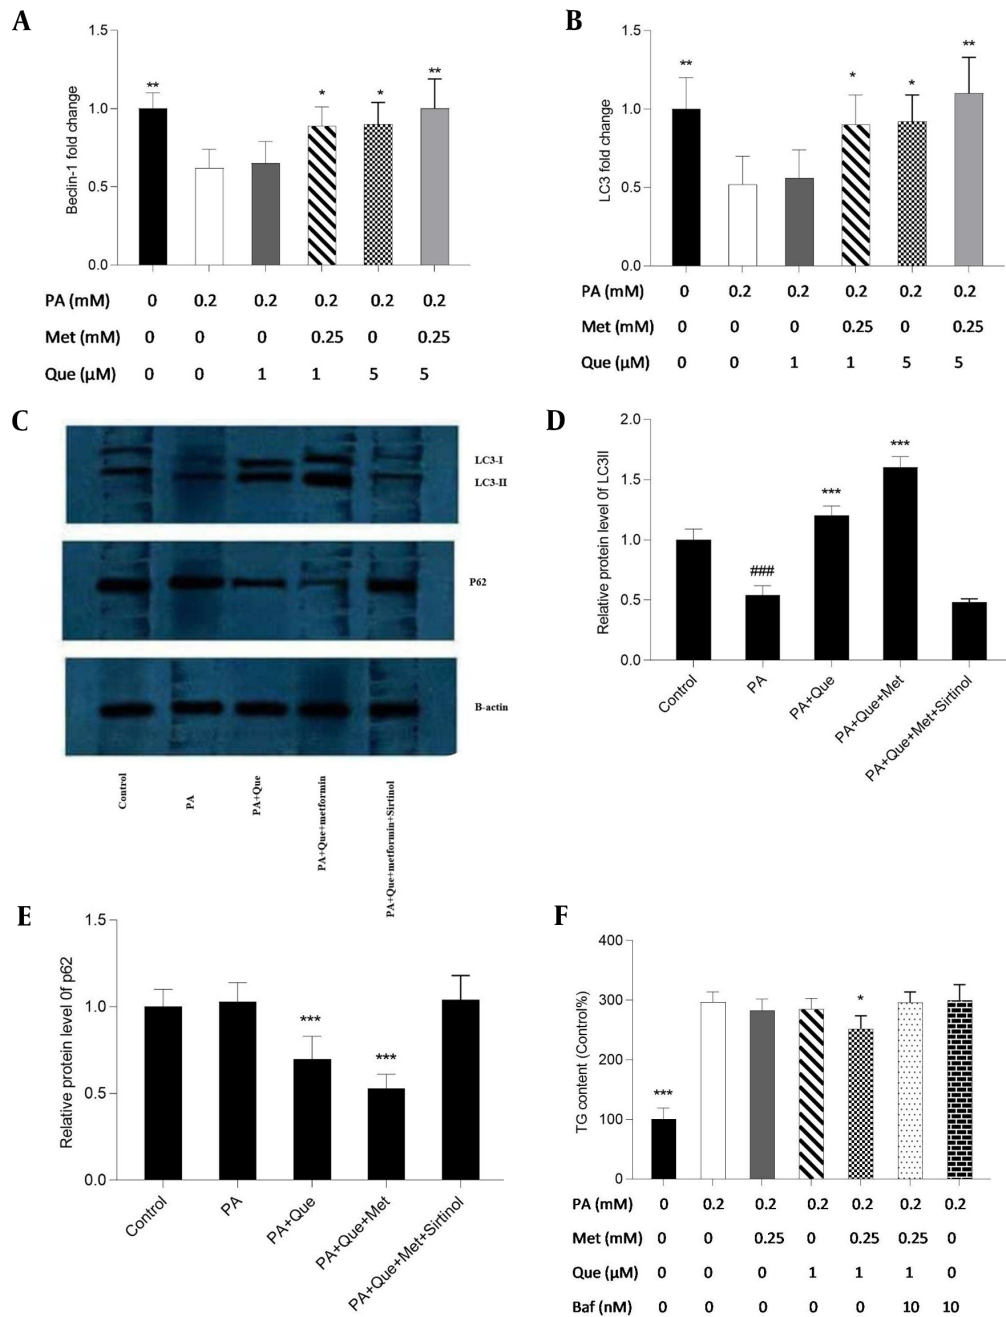 A
1.5
1.0
0.5
0.0
Beclin-1 fold change
**
*
*
**
PA (mM) 0 0.2 0.2 0.2 0.2 0.2
Met (mM) 0 0 0 0.25 0 0.25
Que (µM) 0 0 1 1 5 5
B
1.5
1.0
0.5
0.0
LC3 fold change
**
*
*
**
PA (mM) 0 0.2 0.2 0.2 0.2 0.2
Met (mM) 0 0 0 0.25 0 0.25
Que (µM) 0 0 1 1 5 5
C
LC3-I
LC3-II
P62
B-actin
Control
PA
PA+Que
PA+Que+metformin
PA+Que+metformin+Sirtinol
D
2.0
1.5
1.0
0.5
0.0
Relative protein level of LC3II
###
***
***
Control
PA
PA+Que
PA+Que+Met
PA+Que+Met+Sirtinol
E
1.5
1.0
0.5
0.0
Relative protein level 0f p62
***
***
Control
PA
PA+Que
PA+Que+Met
PA+Que+Met+Sirtinol
F
400
300
200
100
0
TG content (Control%)
***
*
PA (mM) 0 0.2 0.2 0.2 0.2 0.2 0.2
Met (mM) 0 0 0.25 0 0.25 0.25 0
Que (µM) 0 0 0 1 1 1 0
Baf (nM) 0 0 0 0 0 10 10